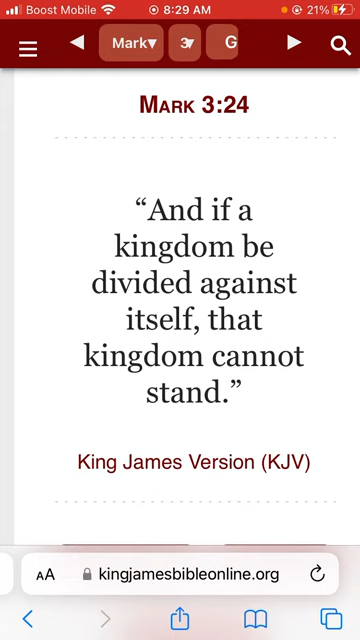 Boost Mobile 8:29 AM 21%
Mark▾ 3▾ G
MARK 3:24
“And if a
kingdom be
divided against
itself, that
kingdom cannot
stand.”
King James Version (KJV)
AA kingjamesbibleonline.org